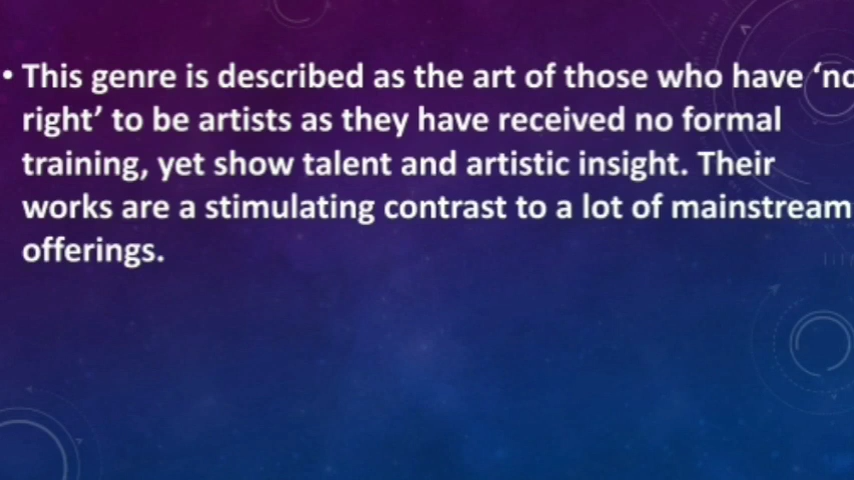 • This genre is described as the art of those who have ‘no
right’ to be artists as they have received no formal
training, yet show talent and artistic insight. Their
works are a stimulating contrast to a lot of mainstream
offerings.